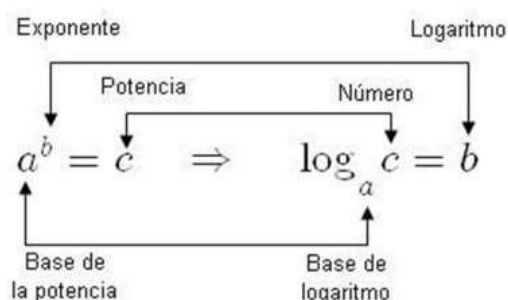 Exponente Logaritmo
Potencia Número
a^b = c ⇒ log_a c = b
Base de la potencia
Base de logaritmo